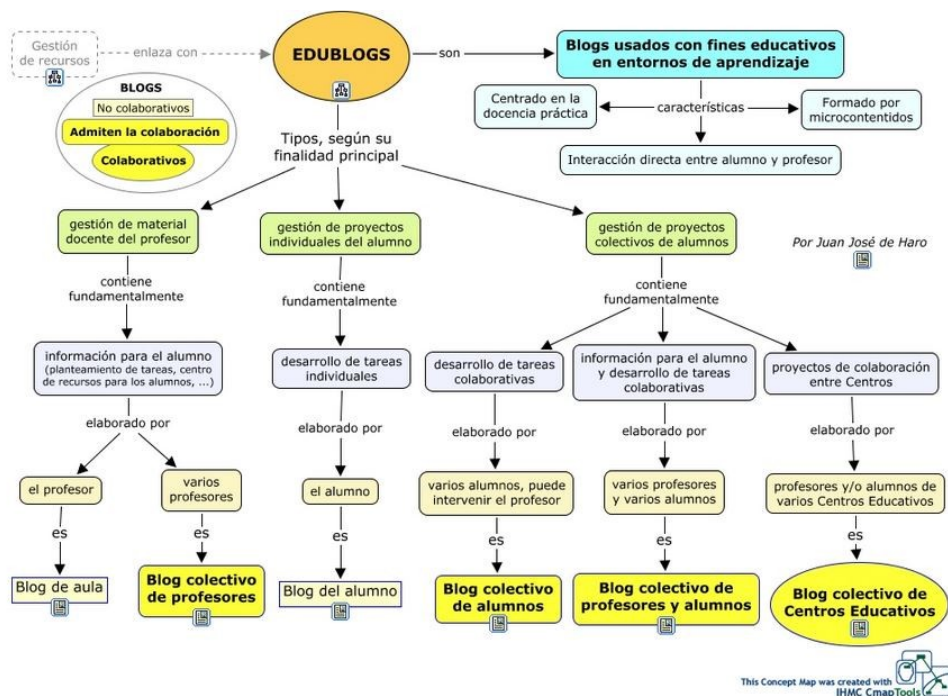 Gestión
de recursos
enlaza con
EDUBLOGS
son
Blogs usados con fines educativos
en entornos de aprendizaje
BLOGS
No colaborativos
Admiten la colaboración
Colaborativos
Centrado en la
docencia práctica
características
Formado por
microcontenidos
Interacción directa entre alumno y profesor
Tipos, según su
finalidad principal
gestión de material
docente del profesor
gestión de proyectos
individuales del alumno
gestión de proyectos
colectivos de alumnos
Por Juan José de Haro
contiene
fundamentalmente
contiene
fundamentalmente
contiene
fundamentalmente
información para el alumno
(planteamiento de tareas, centro
de recursos para los alumnos, ...)
desarrollo de tareas
individuales
desarrollo de tareas
colaborativas
información para el alumno
y desarrollo de tareas
colaborativas
proyectos de colaboración
entre Centros
elaborado por
elaborado por
elaborado por
elaborado por
elaborado por
el profesor
varios
profesores
el alumno
varios alumnos, puede
intervenir el profesor
varios profesores
y varios alumnos
profesores y/o alumnos de
varios Centros Educativos
es
es
es
es
es
es
Blog de aula
Blog colectivo
de profesores
Blog del alumno
Blog colectivo
de alumnos
Blog colectivo de
profesores y alumnos
Blog colectivo de
Centros Educativos
This Concept Map was created with
IHMC CmapTools